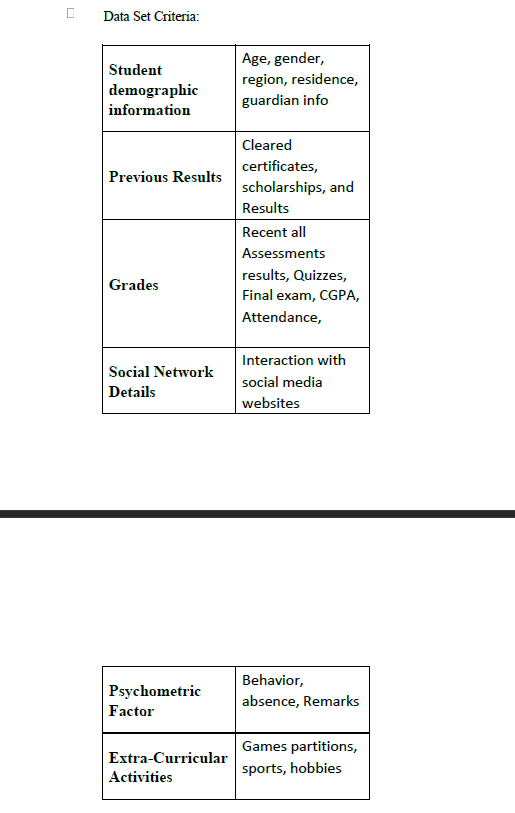 Data Set Criteria:
Student
demographic
information
Age, gender,
region, residence,
guardian info
Previous Results
Cleared
certificates,
scholarships, and
Results
Grades
Recent all
Assessments
results, Quizzes,
Final exam, CGPA,
Attendance,
Social Network
Details
Interaction with
social media
websites
Psychometric
Factor
Behavior,
absence, Remarks
Extra-Curricular
Activities
Games partitions,
sports, hobbies